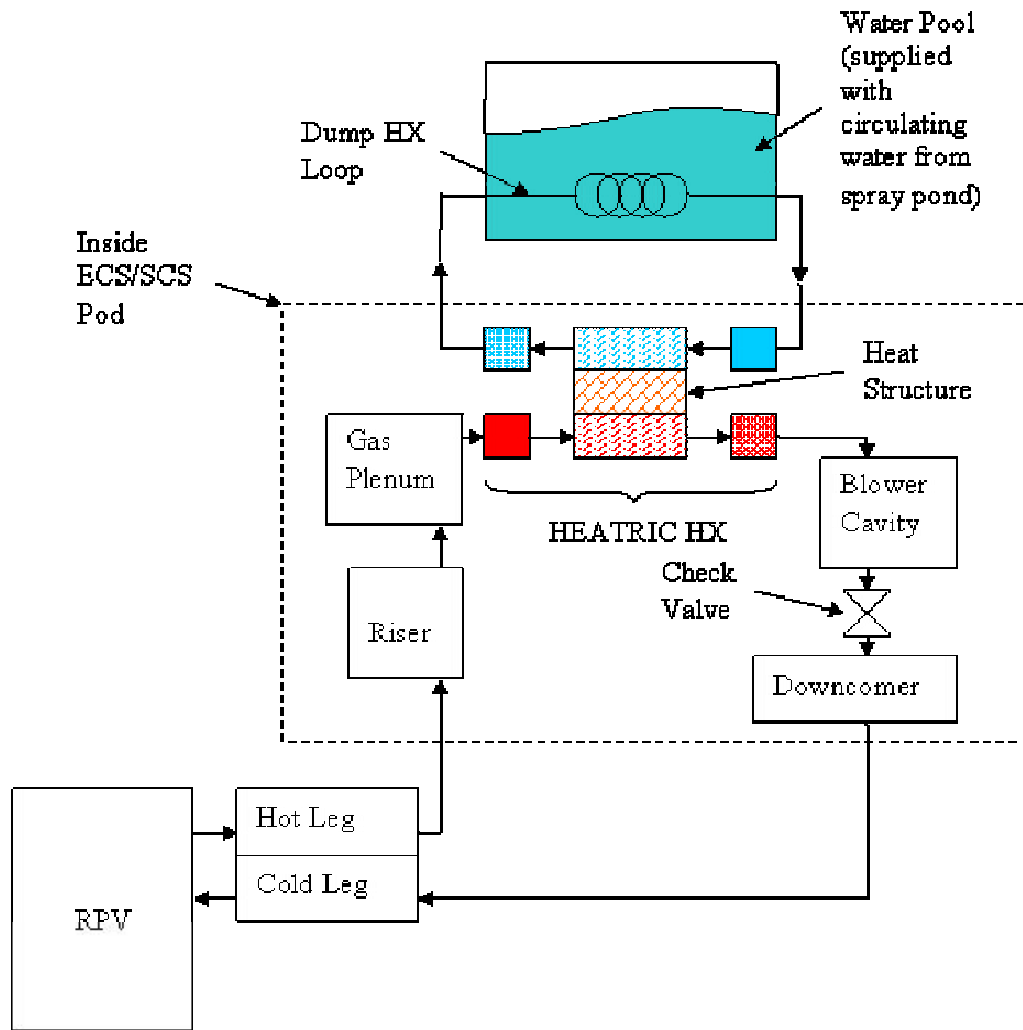 Water Pool
(supplied
with
circulating
water from
spray pond)
Dump HX
Loop
Inside
ECS/SCS
Pod
Heat
Structure
Gas
Plenum
HEATRIC HX
Blower
Cavity
Check
Valve
Riser
Downcomer
Hot Leg
Cold Leg
RPV